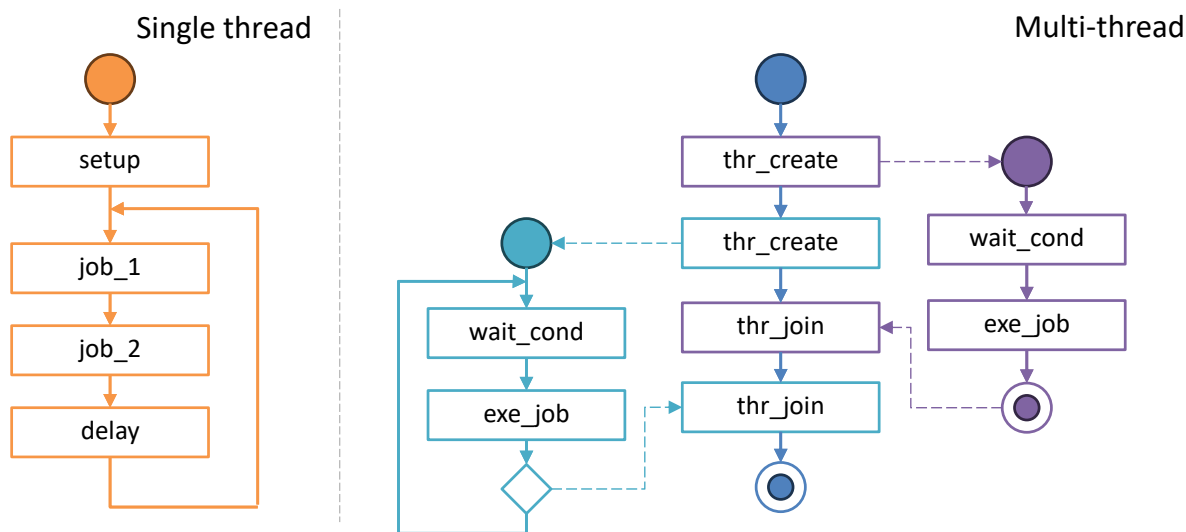 Single thread
setup
job_1
job_2
delay
Multi-thread
thr_create
thr_create
thr_join
thr_join
wait_cond
exe_job
wait_cond
exe_job